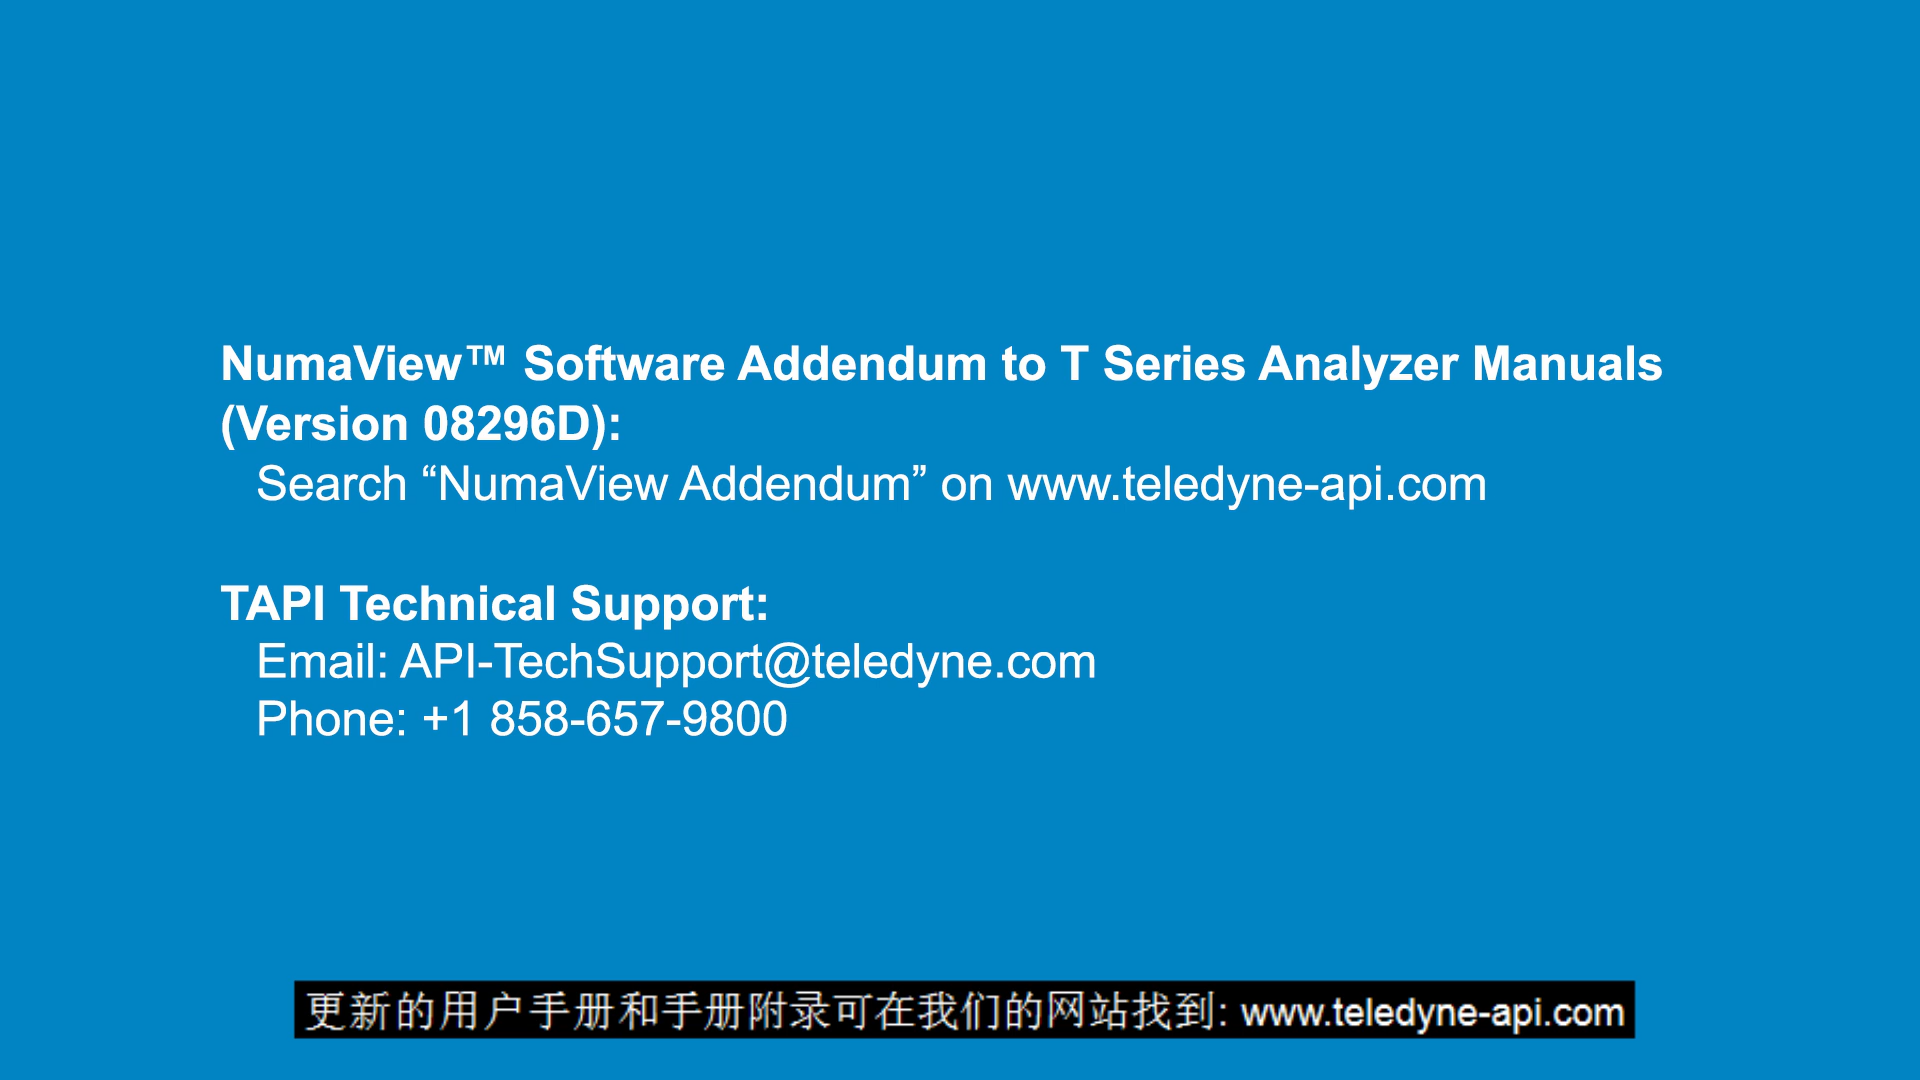 NumaView™ Software Addendum to T Series Analyzer Manuals
(Version 08296D):
Search “NumaView Addendum” on www.teledyne-api.com
TAPI Technical Support:
Email: API-TechSupport@teledyne.com
Phone: +1 858-657-9800
更新的用户手册和手册附录可在我们的网站找到: www.teledyne-api.com